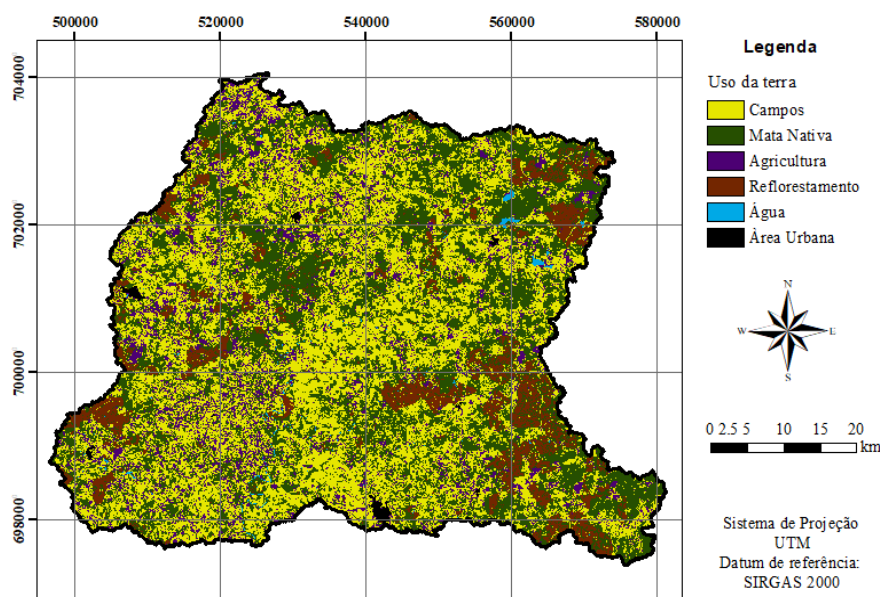 500000 520000 540000 560000 580000
7040000
7020000
7000000
6980000
Legenda
Uso da terra
Campos
Mata Nativa
Agricultura
Reflorestamento
Água
Àrea Urbana
N
W E
S
0 2.5 5 10 15 20
km
Sistema de Projeção
UTM
Datum de referência:
SIRGAS 2000